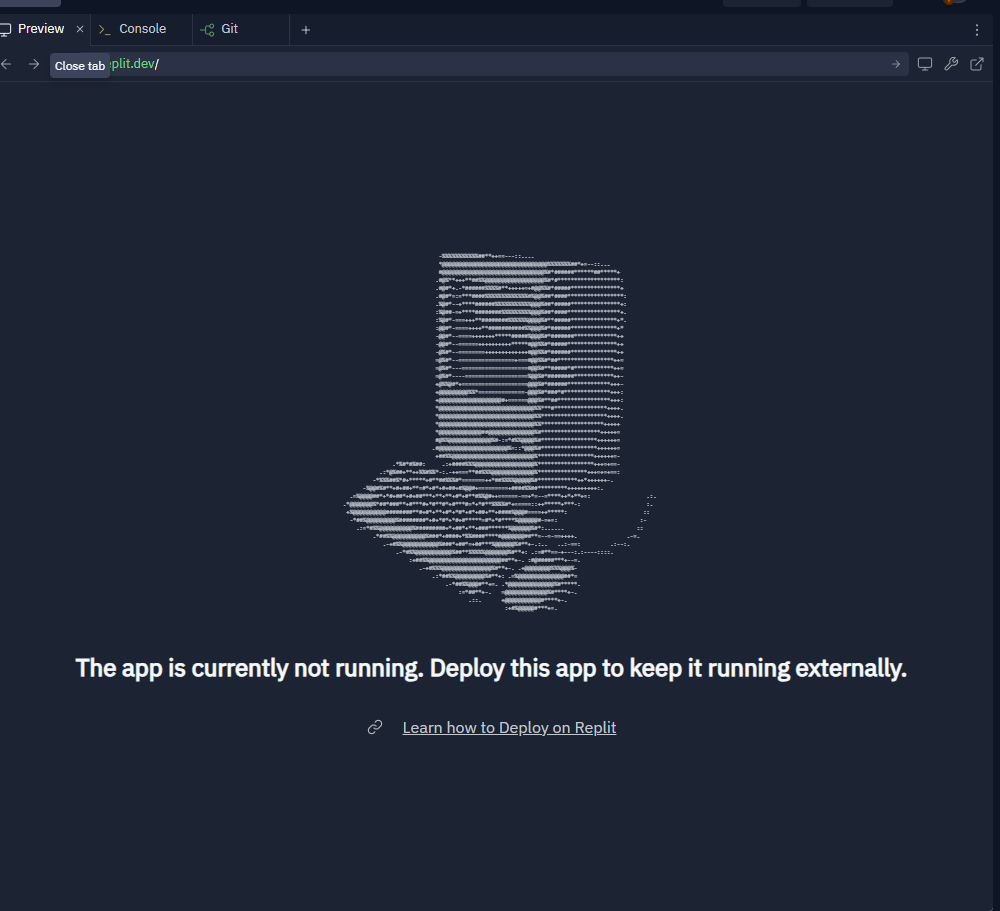 Preview
Console
Git
Close tab
plit.dev/
The app is currently not running. Deploy this app to keep it running externally.
Learn how to Deploy on Replit